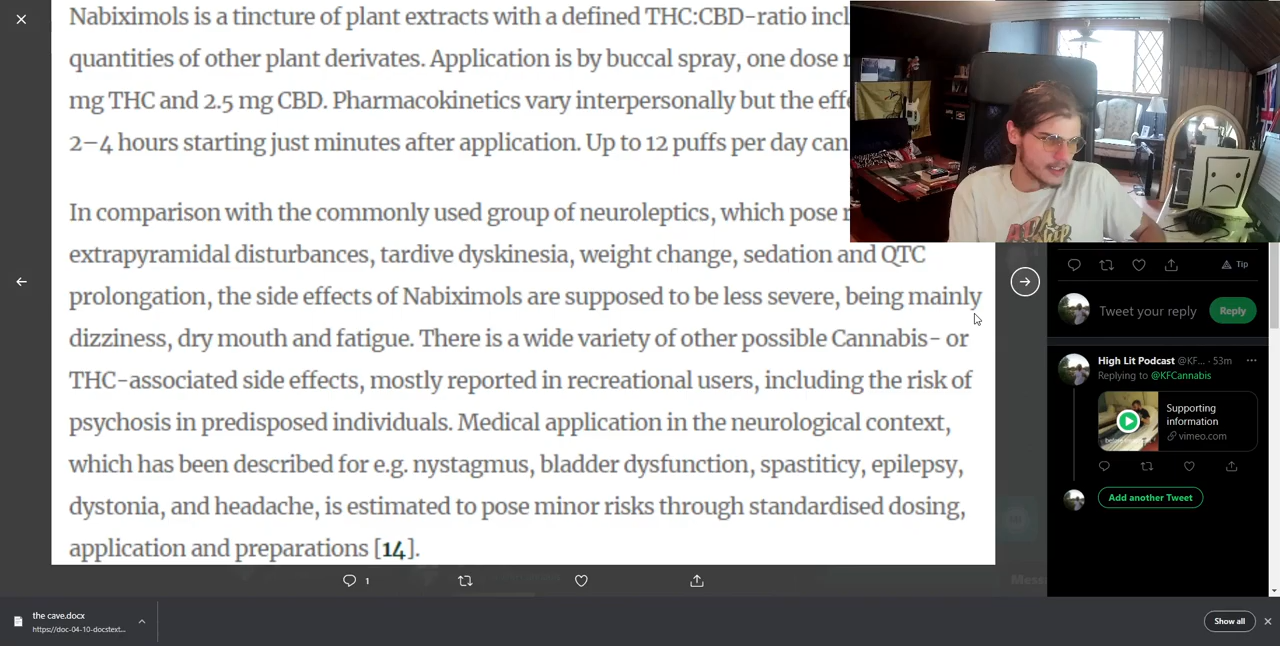 Nabiximols is a tincture of plant extracts with a defined THC:CBD-ratio incl
quantities of other plant derivates. Application is by buccal spray, one dose
mg THC and 2.5 mg CBD. Pharmacokinetics vary interpersonally but the effe
2–4 hours starting just minutes after application. Up to 12 puffs per day can
In comparison with the commonly used group of neuroleptics, which pose
extrapyramidal disturbances, tardive dyskinesia, weight change, sedation and QTC
prolongation, the side effects of Nabiximols are supposed to be less severe, being mainly
dizziness, dry mouth and fatigue. There is a wide variety of other possible Cannabis- or
THC-associated side effects, mostly reported in recreational users, including the risk of
psychosis in predisposed individuals. Medical application in the neurological context,
which has been described for e.g. nystagmus, bladder dysfunction, spastiticy, epilepsy,
dystonia, and headache, is estimated to pose minor risks through standardised dosing,
application and preparations [14].
1
Tip
Tweet your reply
Reply
High Lit Podcast @KF... · 53m
Replying to @KFCannabis
Supporting
information
vimeo.com
Add another Tweet
the cave.docx
https://doc-04-10-docstext...
Show all